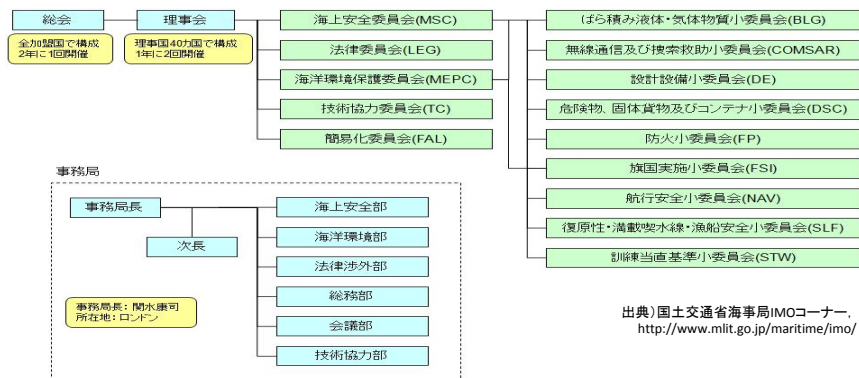 総会
理事会
全加盟国で構成
2年に1回開催
理事国40カ国で構成
1年に2回開催
海上安全委員会(MSC)
法律委員会(LEG)
海洋環境保護委員会(MEPC)
技術協力委員会(TC)
簡易化委員会(FAL)
ばら積み液体・気体物質小委員会(BLG)
無線通信及び捜索救助小委員会(COMSAR)
設計設備小委員会(DE)
危険物、固体貨物及びコンテナ小委員会(DSC)
防火小委員会(FP)
旗国実施小委員会(FSI)
航行安全小委員会(NAV)
復原性・満載喫水線・漁船安全小委員会(SLF)
訓練当直基準小委員会(STW)
事務局
事務局長
次長
海上安全部
海洋環境部
法律渉外部
総務部
会議部
技術協力部
事務局長：関水康司
所在地：ロンドン
出典）国土交通省海事局IMOコーナー，
http://www.mlit.go.jp/maritime/imo/